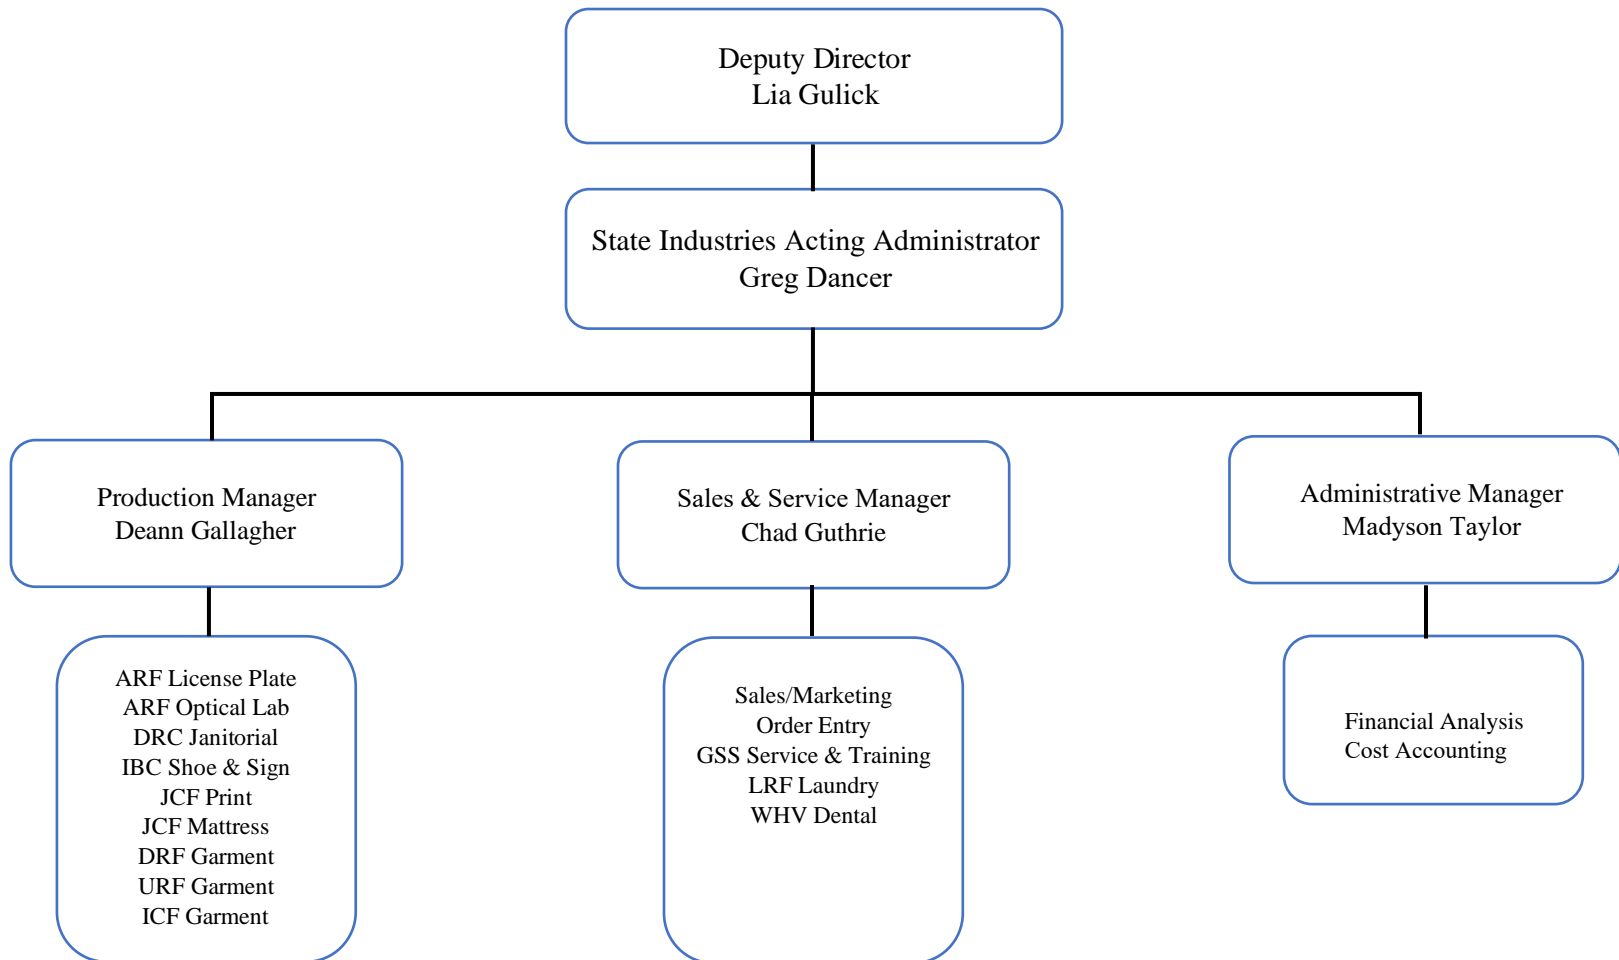 Deputy Director
Lia Gulick
State Industries Acting Administrator
Greg Dancer
Production Manager
Deann Gallagher
Sales & Service Manager
Chad Guthrie
Administrative Manager
Madyson Taylor
ARF License Plate
ARF Optical Lab
DRC Janitorial
IBC Shoe & Sign
JCF Print
JCF Mattress
DRF Garment
URF Garment
ICF Garment
Sales/Marketing
Order Entry
GSS Service & Training
LRF Laundry
WHV Dental
Financial Analysis
Cost Accounting